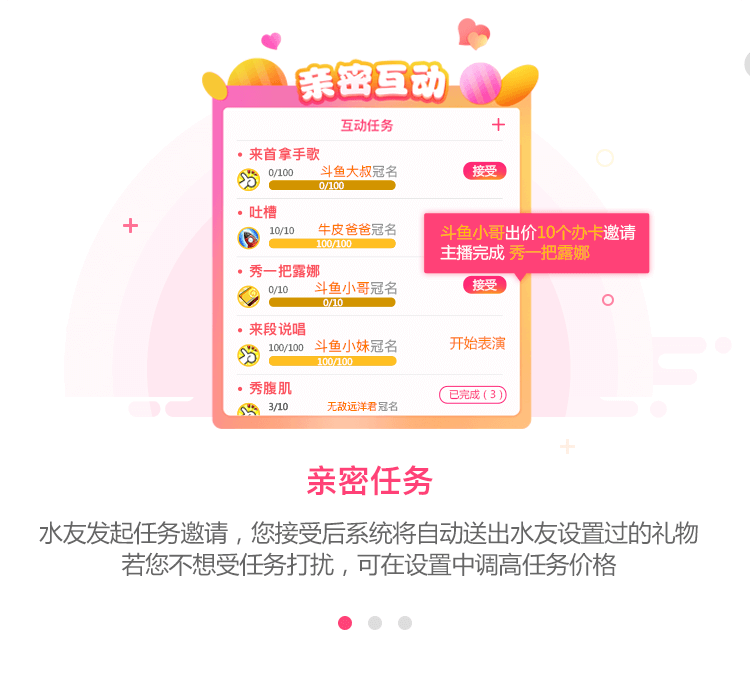 亲密互动
互动任务
来首拿手歌
0/100 斗鱼大叔冠名
0/100
接受
吐槽
10/10 牛皮爸爸冠名
100/100
斗鱼小哥出价10个办卡邀请
主播完成 秀一把露娜
秀一把露娜
0/10 斗鱼小哥冠名
0/10
接受
来段说唱
100/100 斗鱼小妹冠名
100/100
开始表演
秀腹肌
3/10 无敌远洋君冠名
已完成(3)
亲密任务
水友发起任务邀请，您接受后系统将自动送出水友设置过的礼物
若您不想受任务打扰，可在设置中调高任务价格